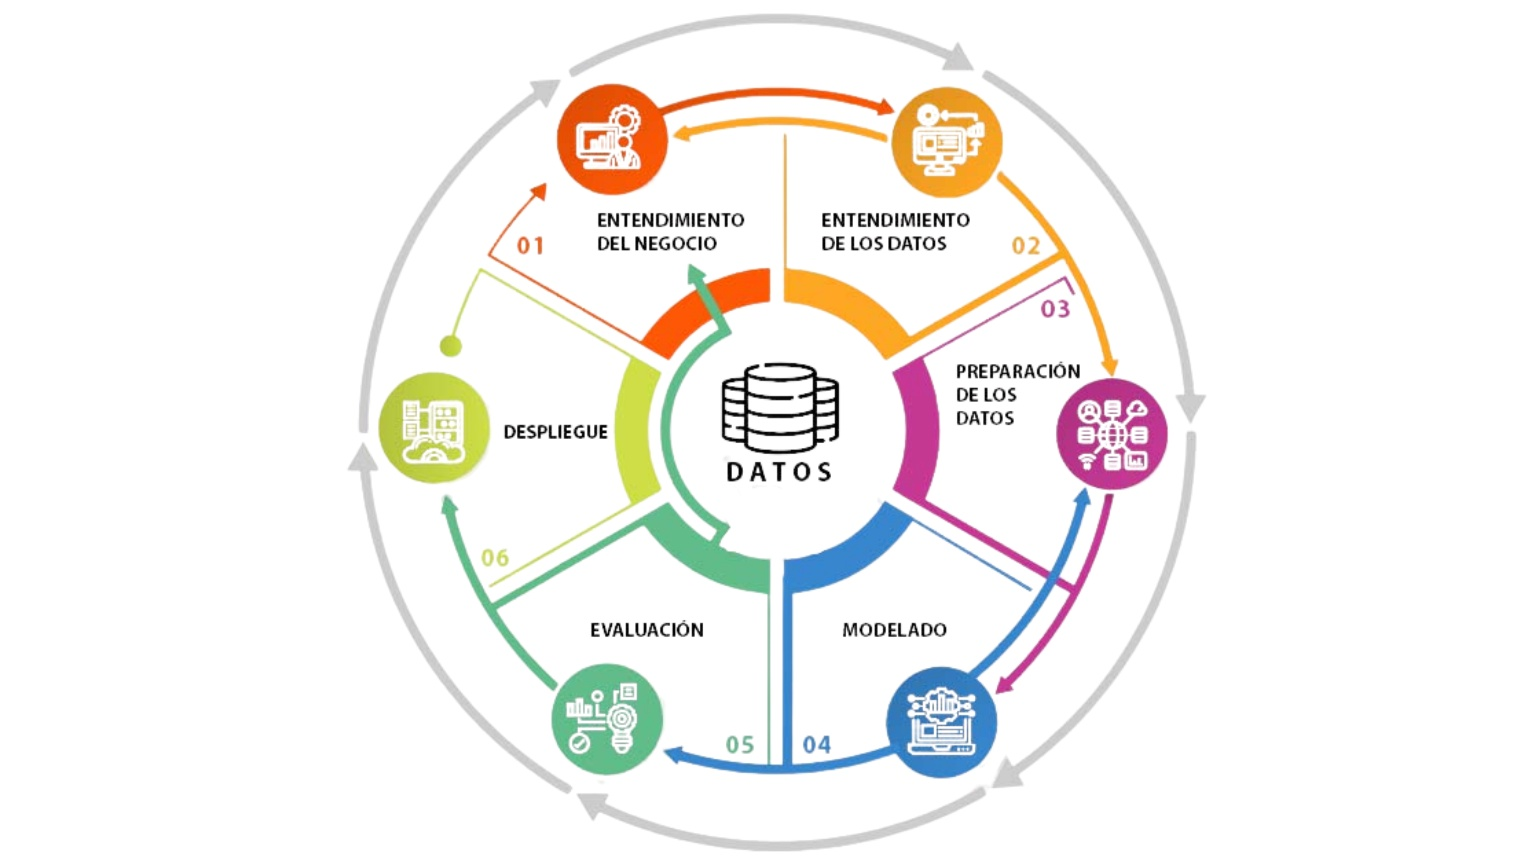 01
ENTENDIMIENTO
DEL NEGOCIO
ENTENDIMIENTO
DE LOS DATOS
02
03
PREPARACIÓN
DE LOS
DATOS
DESPLIEGUE
DATOS
06
EVALUACIÓN
MODELADO
05
04